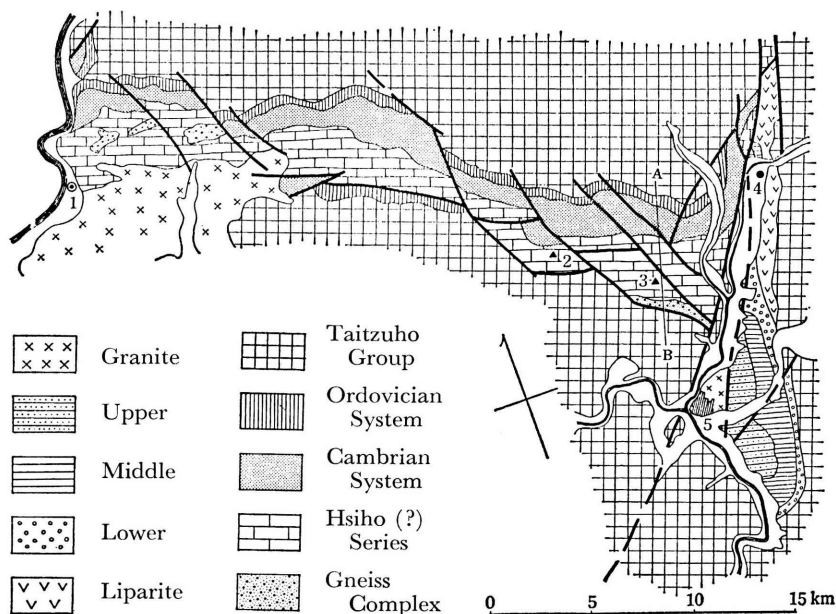 A
1
2
3
4
B
5
Granite
Upper
Middle
Lower
Liparite
Taitzuho
Group
Ordovician
System
Cambrian
System
Hsiho (?)
Series
Gneiss
Complex
0 5 10 15 km